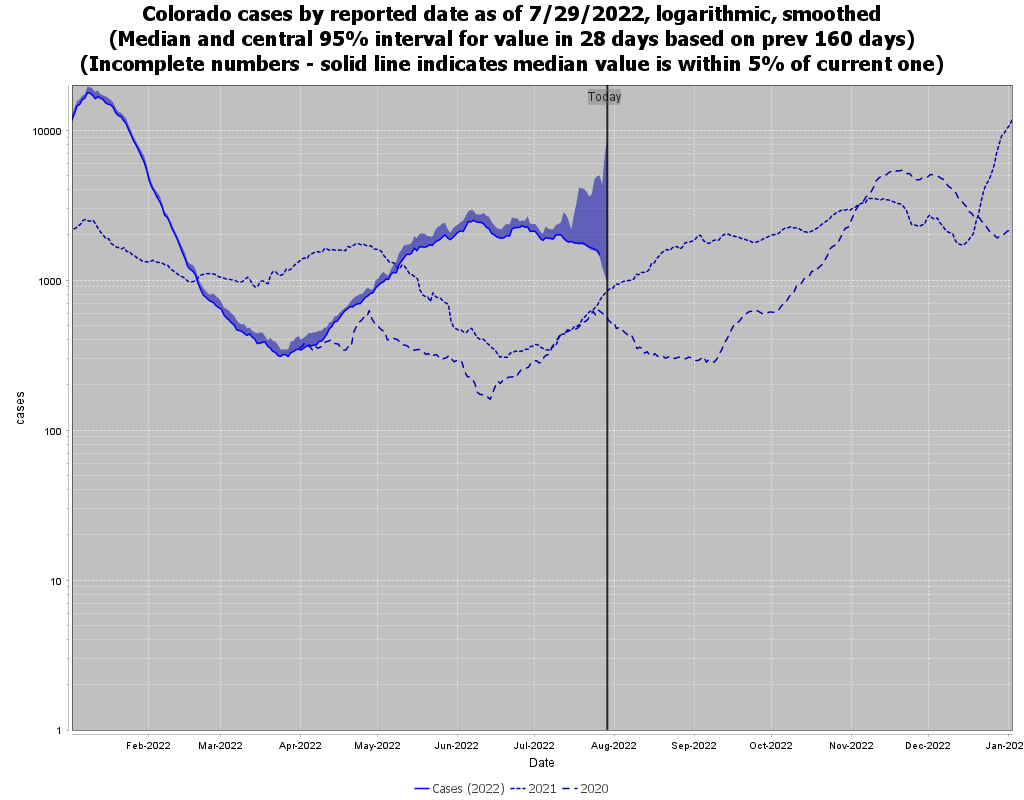 Colorado cases by reported date as of 7/29/2022, logarithmic, smoothed
(Median and central 95% interval for value in 28 days based on prev 160 days)
(Incomplete numbers - solid line indicates median value is within 5% of current one)
Today
10000
1000
100
10
1
cases
Feb-2022 Mar-2022 Apr-2022 May-2022 Jun-2022 Jul-2022 Aug-2022 Sep-2022 Oct-2022 Nov-2022 Dec-2022 Jan-202
Date
Cases (2022) 2021 2020